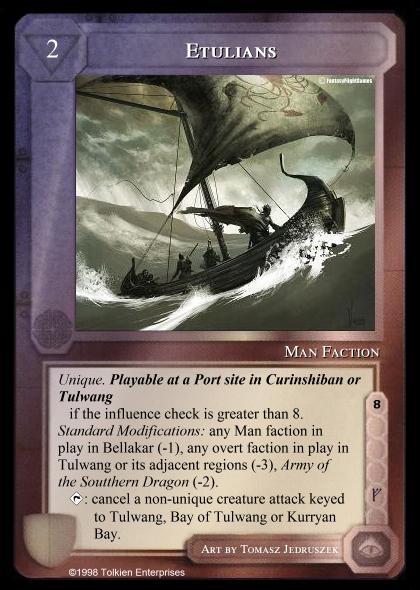 2
ETULIANS
© FantasyFlightGames
MAN FACTION
Unique. Playable at a Port site in Curinshiban or
Tulwang
if the influence check is greater than 8.
Standard Modifications: any Man faction in
play in Bellakar (-1), any overt faction in play in
Tulwang or its adjacent regions (-3), Army of
the Soutthern Dragon (-2).
: cancel a non-unique creature attack keyed
to Tulwang, Bay of Tulwang or Kurryan
Bay.
8
ᚠ
ART BY TOMASZ JEDRUSZEK
©1998 Tolkien Enterprises